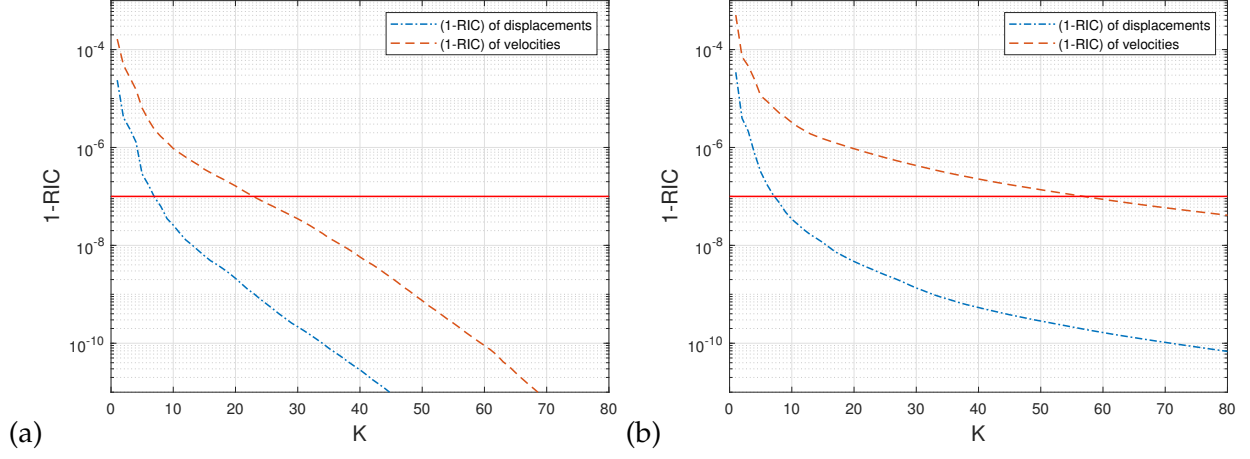 (1-RIC) of displacements
(1-RIC) of velocities
10^-4
10^-6
10^-8
10^-10
1-RIC
0 10 20 30 40 50 60 70 80
K
(a)
(1-RIC) of displacements
(1-RIC) of velocities
10^-4
10^-6
10^-8
10^-10
1-RIC
0 10 20 30 40 50 60 70 80
K
(b)